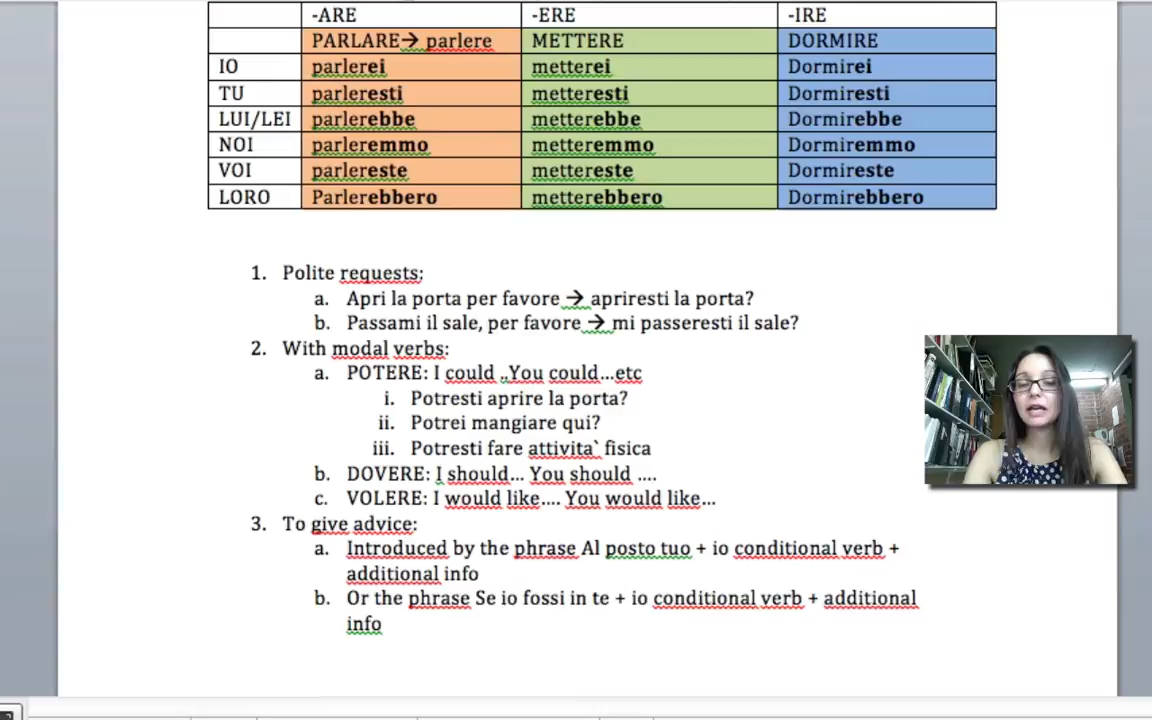 -ARE -ERE -IRE
PARLARE→ parlere METTERE DORMIRE
IO parlerei metterei Dormirei
TU parleresti metteresti Dormiresti
LUI/LEI parlerebbe metterebbe Dormirebbe
NOI parleremmo metteremmo Dormiremmo
VOI parlereste mettereste Dormireste
LORO Parlerebbero metterebbero Dormirebbero
1. Polite requests:
a. Apri la porta per favore → apriresti la porta?
b. Passami il sale, per favore → mi passeresti il sale?
2. With modal verbs:
a. POTERE: I could ..You could...etc
i. Potresti aprire la porta?
ii. Potrei mangiare qui?
iii. Potresti fare attivita` fisica
b. DOVERE: I should... You should ....
c. VOLERE: I would like.... You would like...
3. To give advice:
a. Introduced by the phrase Al posto tuo + io conditional verb +
additional info
b. Or the phrase Se io fossi in te + io conditional verb + additional
info